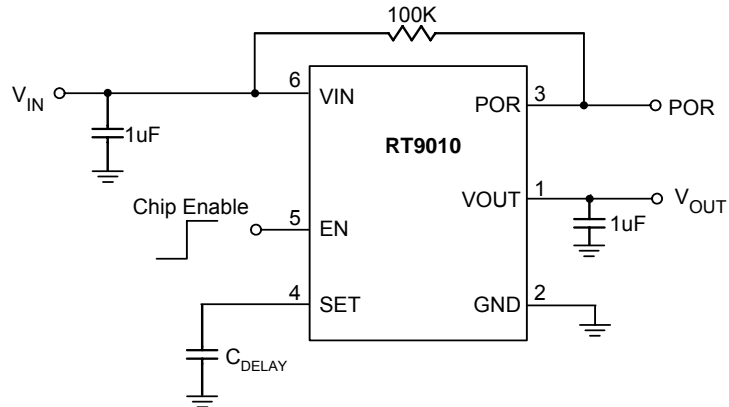 100K
V_IN
6
VIN
POR
3
POR
1uF
RT9010
VOUT
1
V_OUT
1uF
Chip Enable
5
EN
4
SET
GND
2
C_DELAY